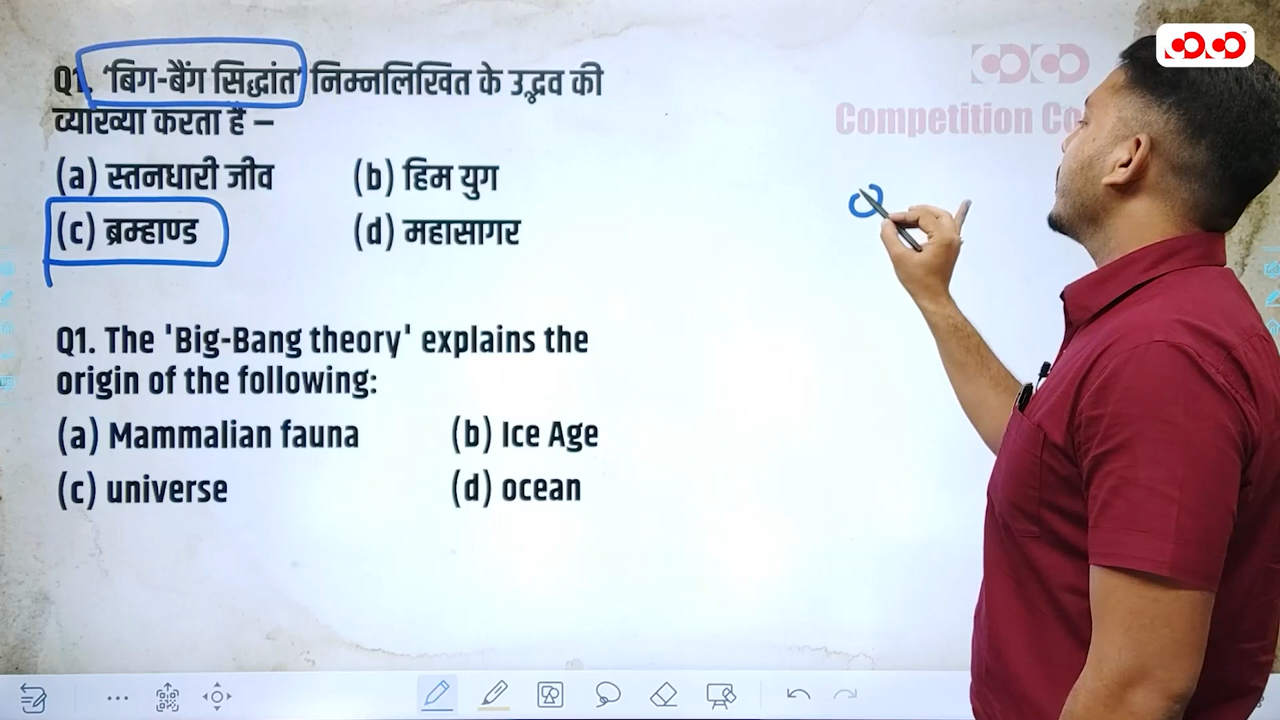 Competition
Q1. 'बिग-बैंग सिद्धांत' निम्नलिखित के उद्भव की
व्याख्या करता है –
(a) स्तनधारी जीव (b) हिम युग
(c) ब्रम्हाण्ड (d) महासागर
Q1. The 'Big-Bang theory' explains the
origin of the following:
(a) Mammalian fauna (b) Ice Age
(c) universe (d) ocean